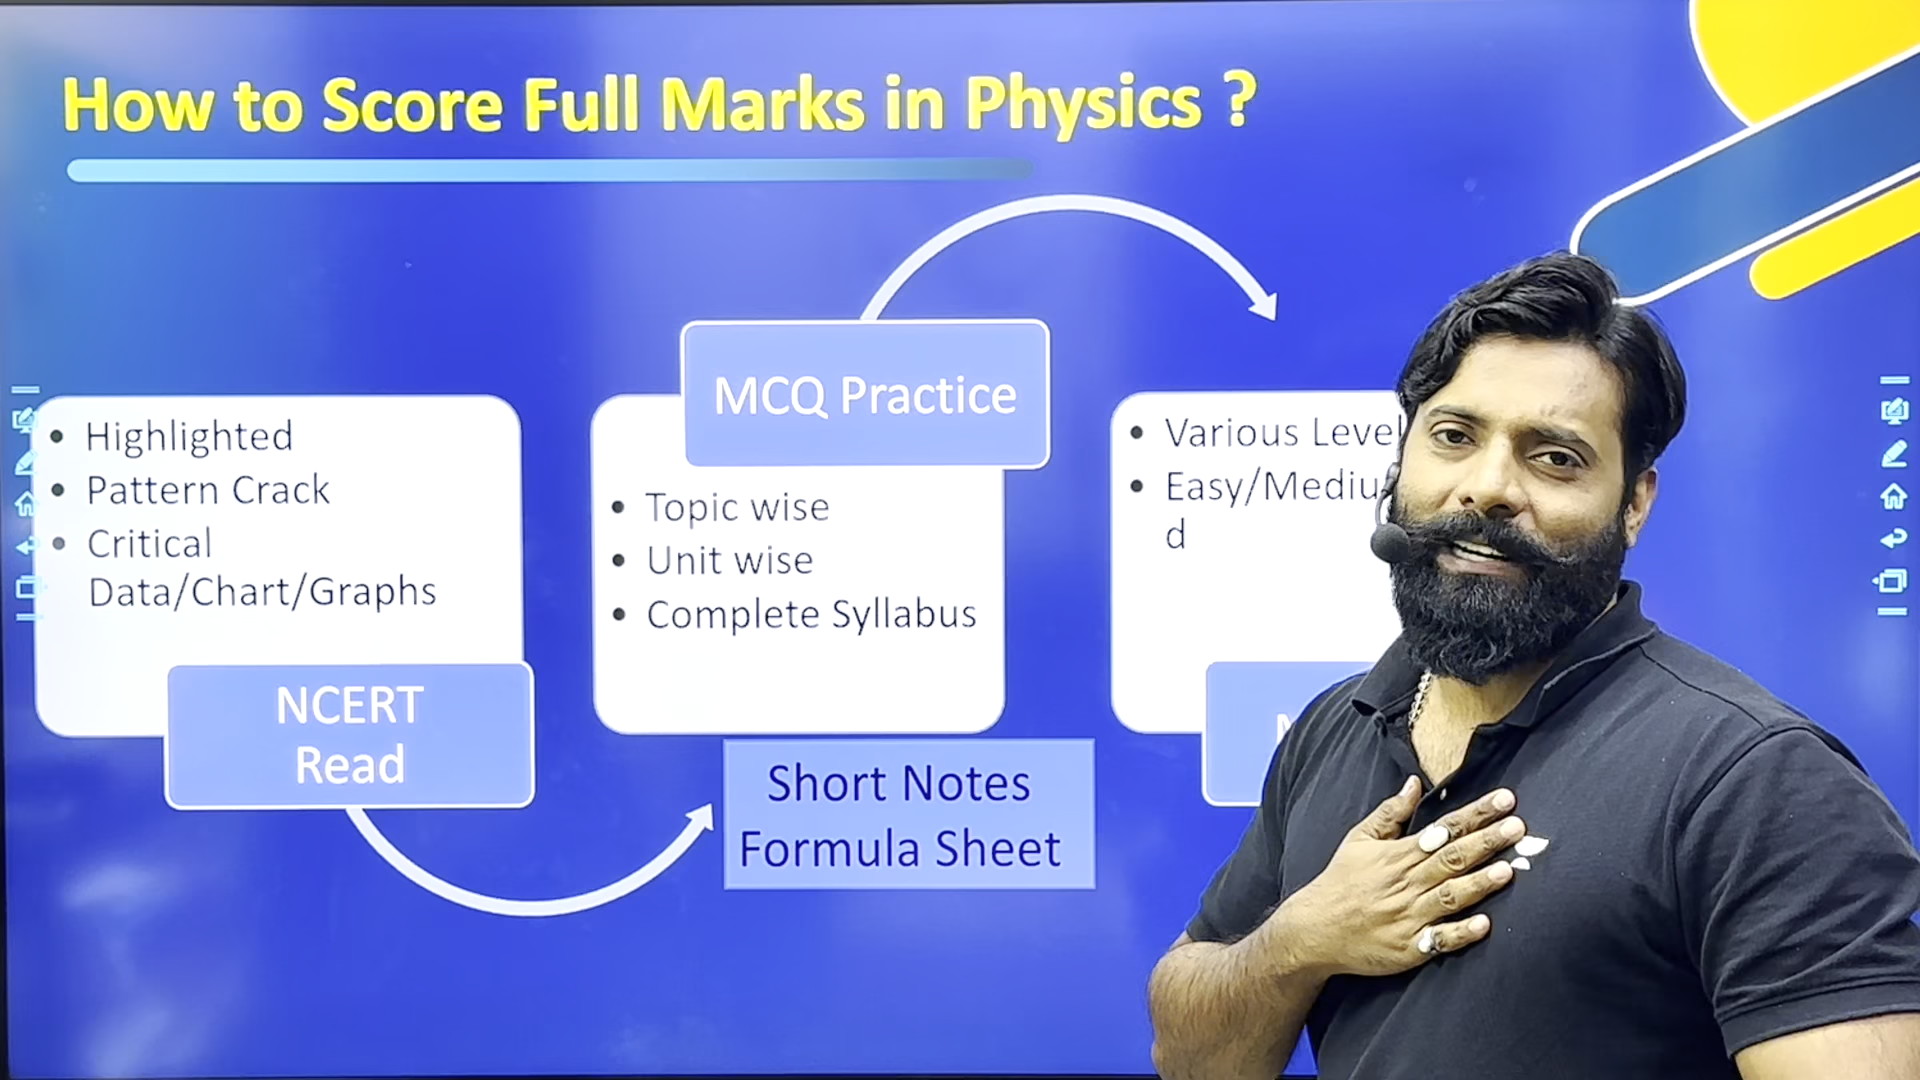 How to Score Full Marks in Physics ?
• Highlighted
• Pattern Crack
• Critical
Data/Chart/Graphs
NCERT
Read
MCQ Practice
• Topic wise
• Unit wise
• Complete Syllabus
Short Notes
Formula Sheet
• Various Level
• Easy/Mediu
d